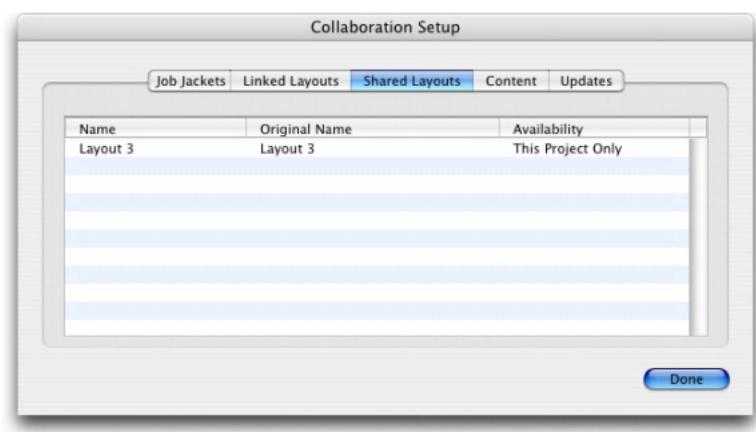 Collaboration Setup
Job Jackets Linked Layouts Shared Layouts Content Updates
Name Original Name Availability
Layout 3 Layout 3 This Project Only
Done